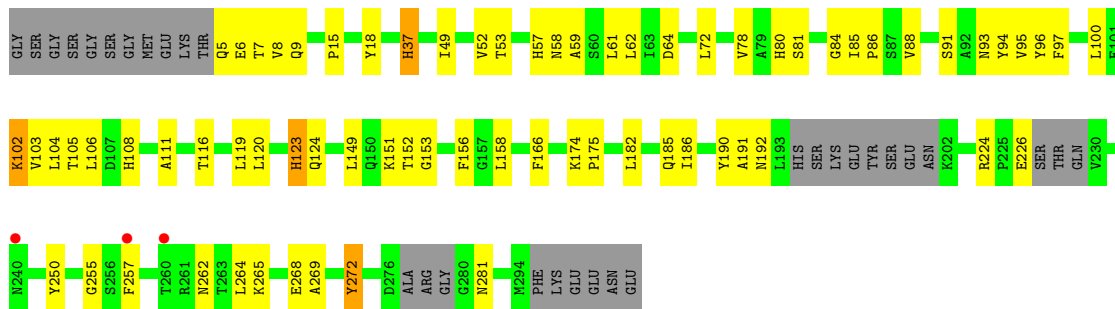 GLY SER GLY SER GLY SER GLY MET GLU LYS THR Q5 E6 T7 V8 Q9 P15 Y18 H37 I49 V52 T53 H57 N58 A59 S60 L61 L62 I63 D64 L72 V78 A79 H80 S81 G84 I85 P86 S87 V88 S91 A92 N93 Y94 V95 Y96 F97 L100
K102 V103 L104 T105 L106 D107 H108 A111 T116 L119 L120 H123 Q124 L149 Q150 K151 T152 G153 F156 G157 L158 F166 K174 P175 L182 Q185 I186 Y190 A191 N192 L193 HIS SER LYS GLU TYR SER GLU ASN K202 R224 P225 E226 SER THR GLN V230
N240 Y250 G255 S256 F257 T260 R261 N262 T263 L264 K265 E268 A269 Y272 D276 ALA ARG GLY G280 N281 M294 PHE LYS GLU GLU ASN GLU